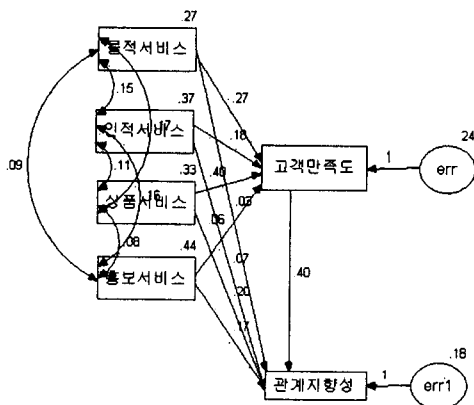 .27
물적서비스
.15
.27
.37
인적서비스
.17
.18
.24
고객만족도
1
err
.09
.11
.40
.33
상품서비스
.16
.03
.06
.08
.44
홍보서비스
.07
.40
.20
.17
.18
관계지향성
1
err1